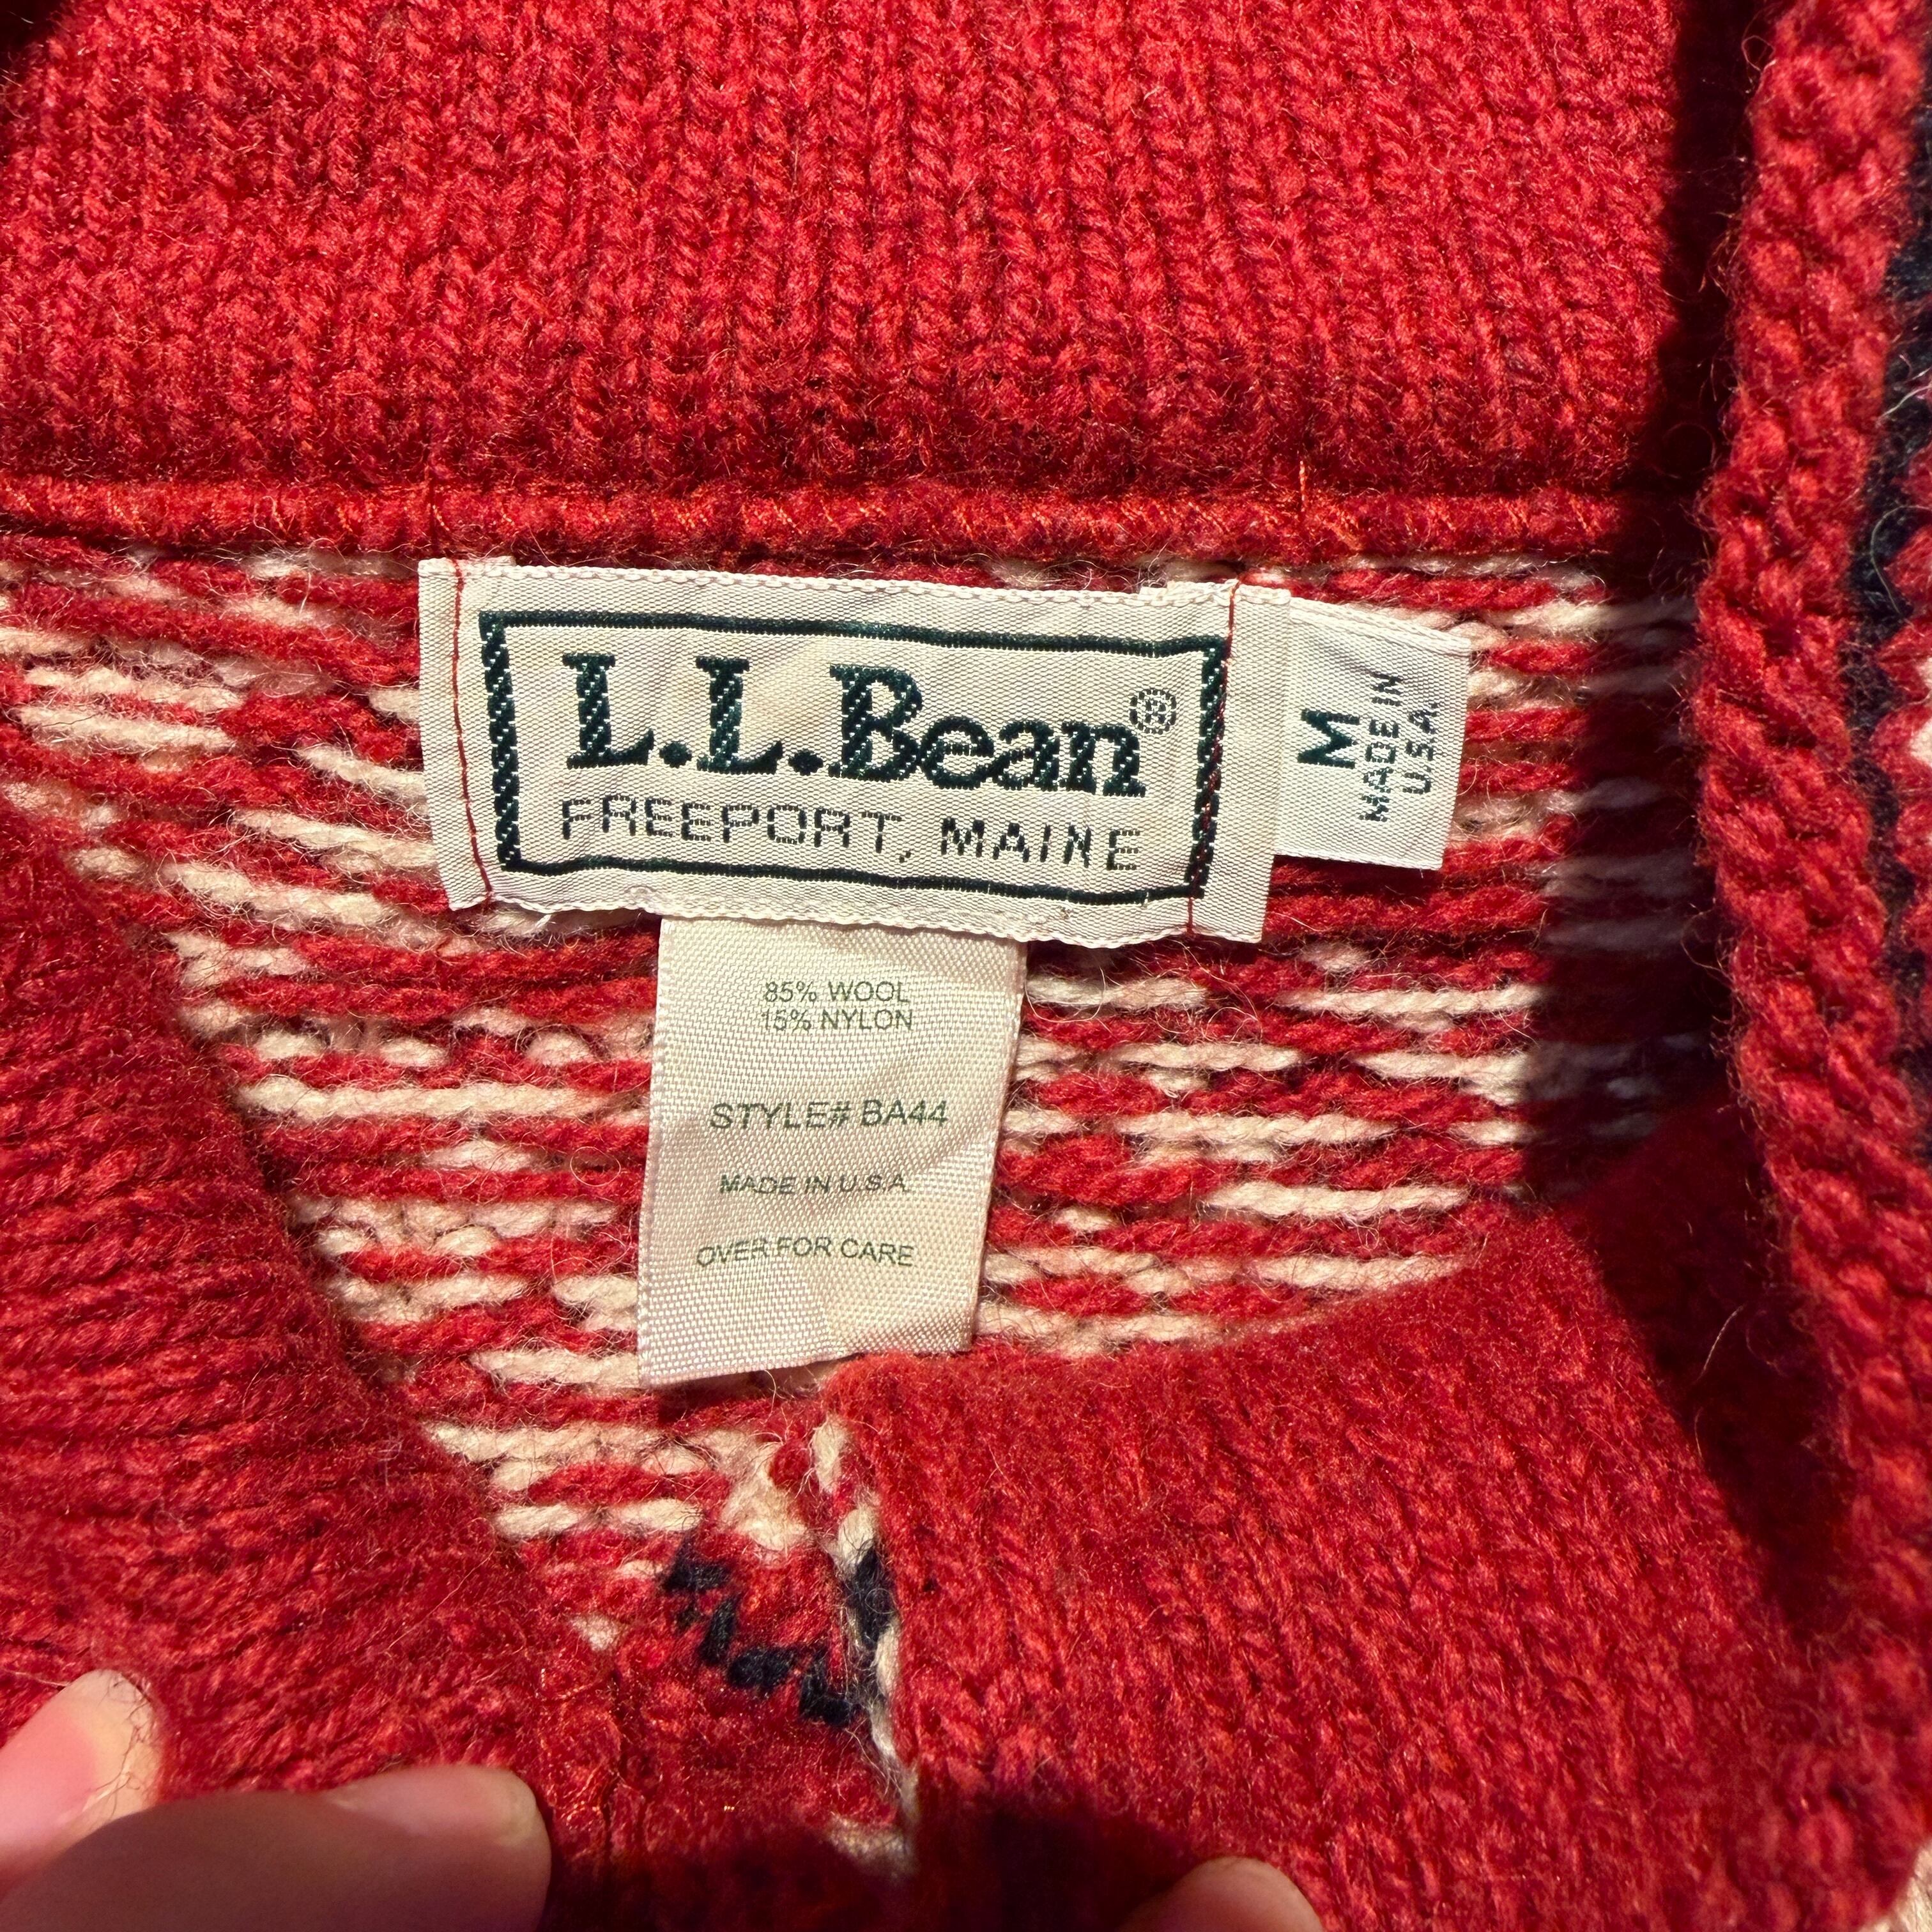 L.L.Bean®
FREEPORT, MAINE
M
MADE IN
U.S.A.
85% WOOL
15% NYLON
STYLE# BA44
MADE IN U.S.A.
OVER FOR CARE